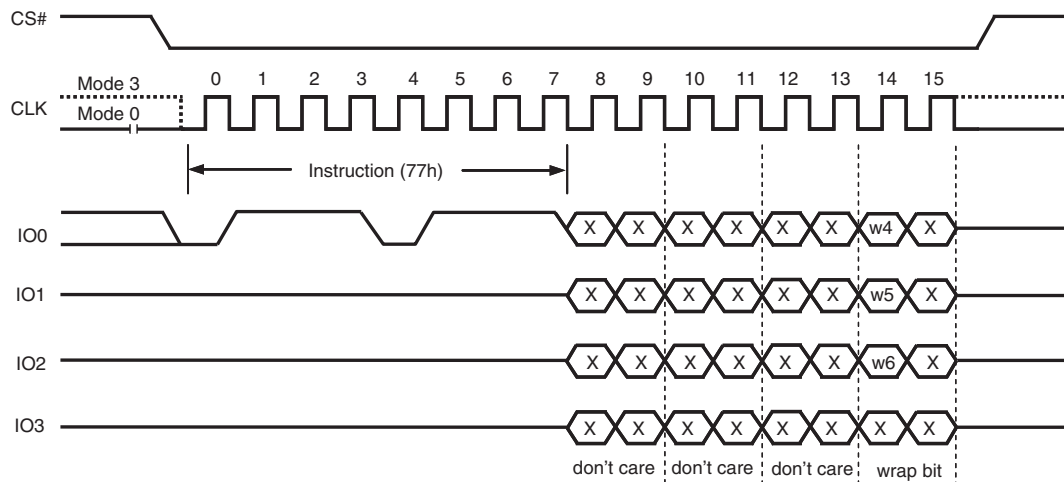 CS#
0 1 2 3 4 5 6 7 8 9 10 11 12 13 14 15
Mode 3
CLK
Mode 0
Instruction (77h)
IO0 X X X X X X w4 X
IO1 X X X X X X w5 X
IO2 X X X X X X w6 X
IO3 X X X X X X X X
don't care don't care don't care wrap bit